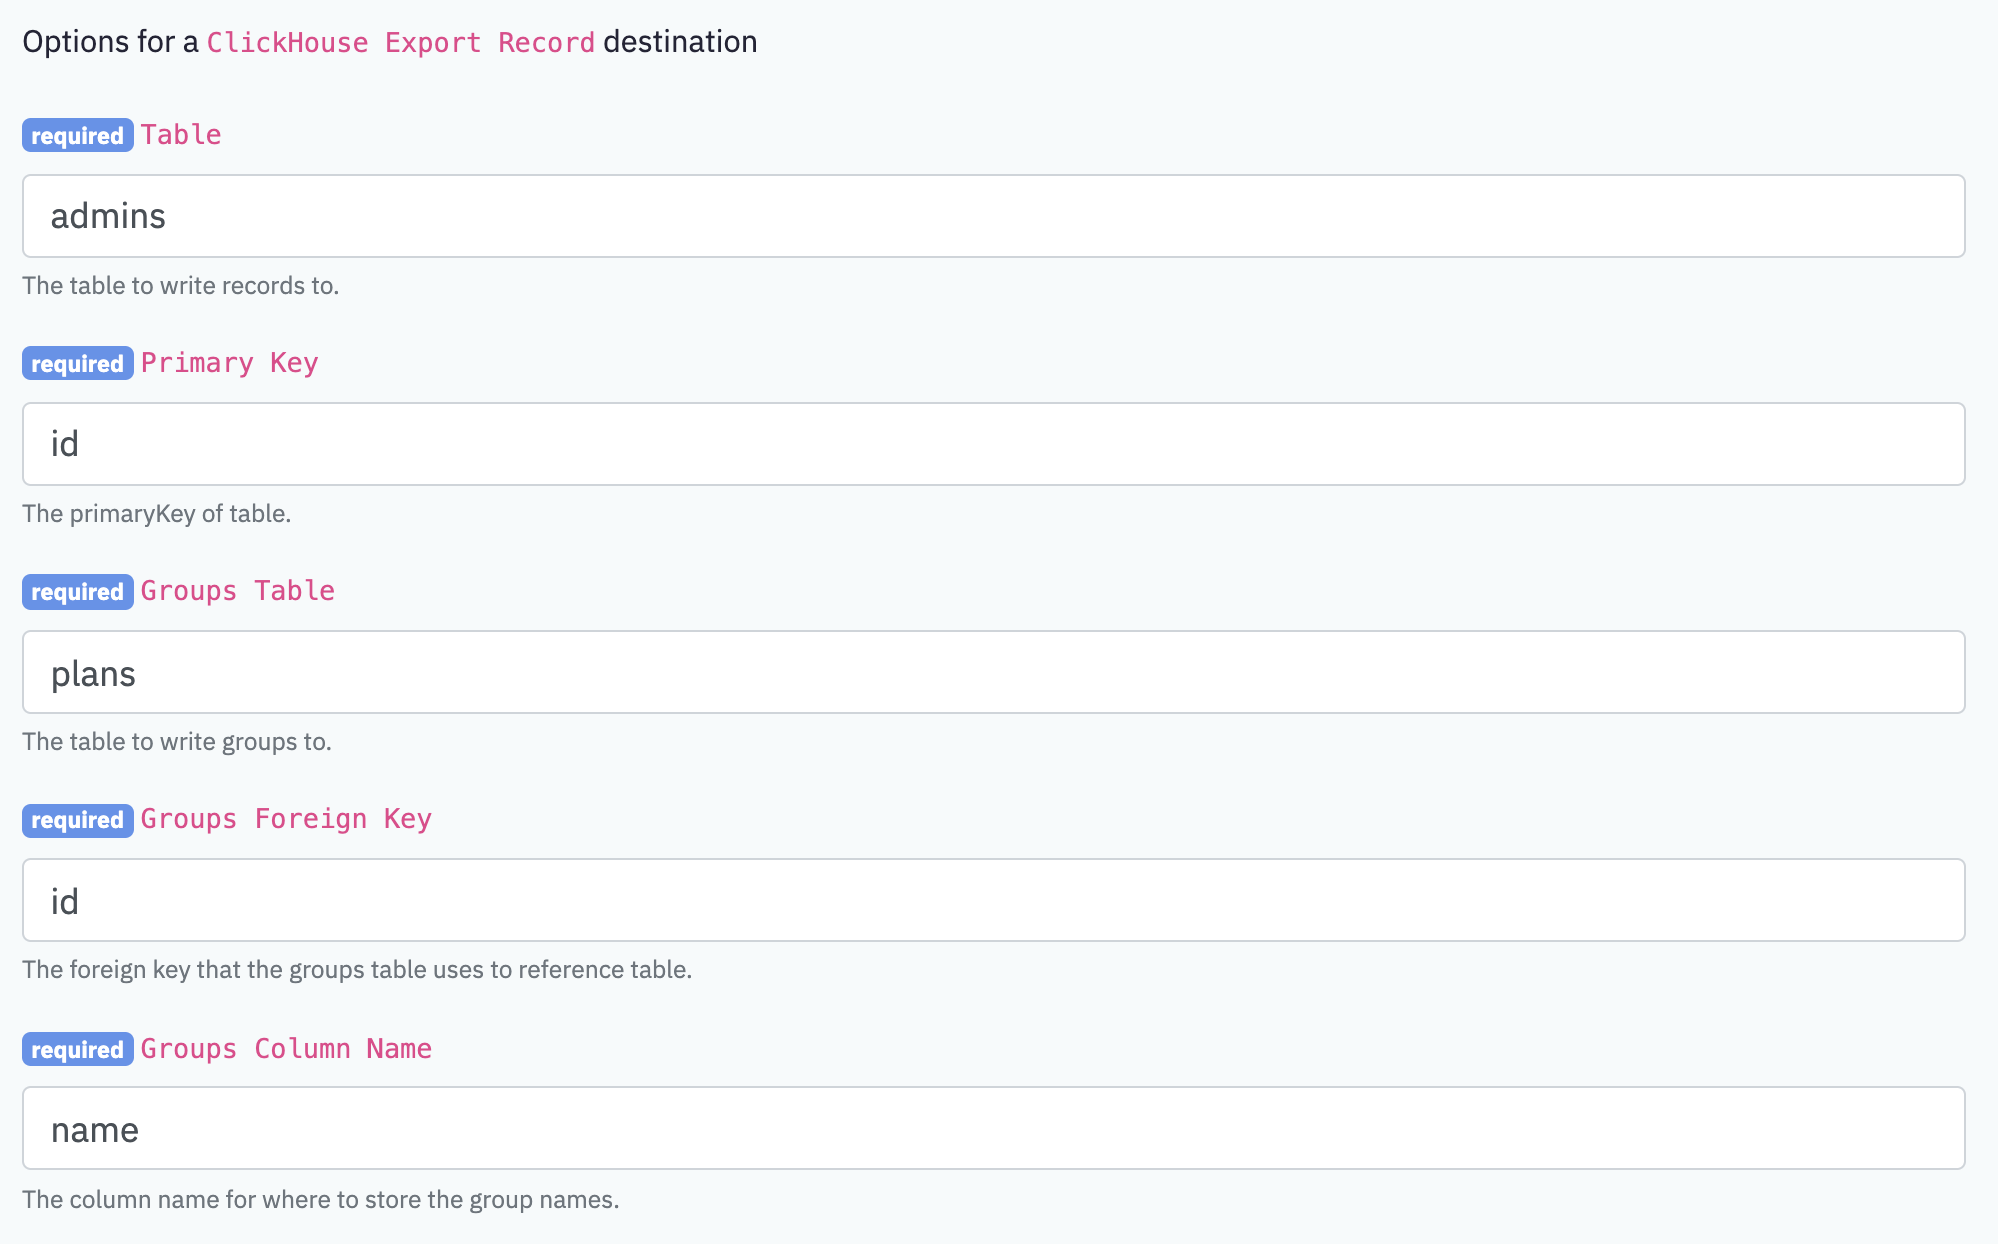 Options for a ClickHouse Export Record destination
required Table
admins
The table to write records to.
required Primary Key
id
The primaryKey of table.
required Groups Table
plans
The table to write groups to.
required Groups Foreign Key
id
The foreign key that the groups table uses to reference table.
required Groups Column Name
name
The column name for where to store the group names.